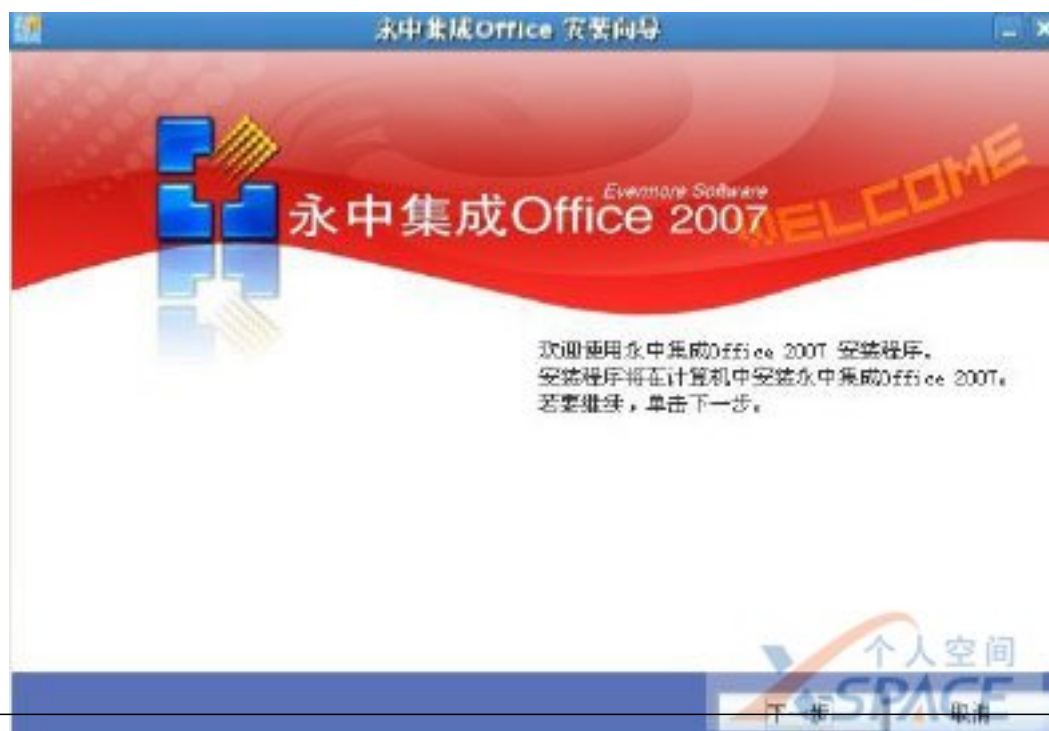 永中集成Office 安装向导
Evermore Software
永中集成Office 2007
WELCOME
欢迎使用永中集成Office 2007 安装程序。
安装程序将在计算机中安装永中集成Office 2007。
若要继续，单击下一步。
个人空间
XSPACE
下一步
取消